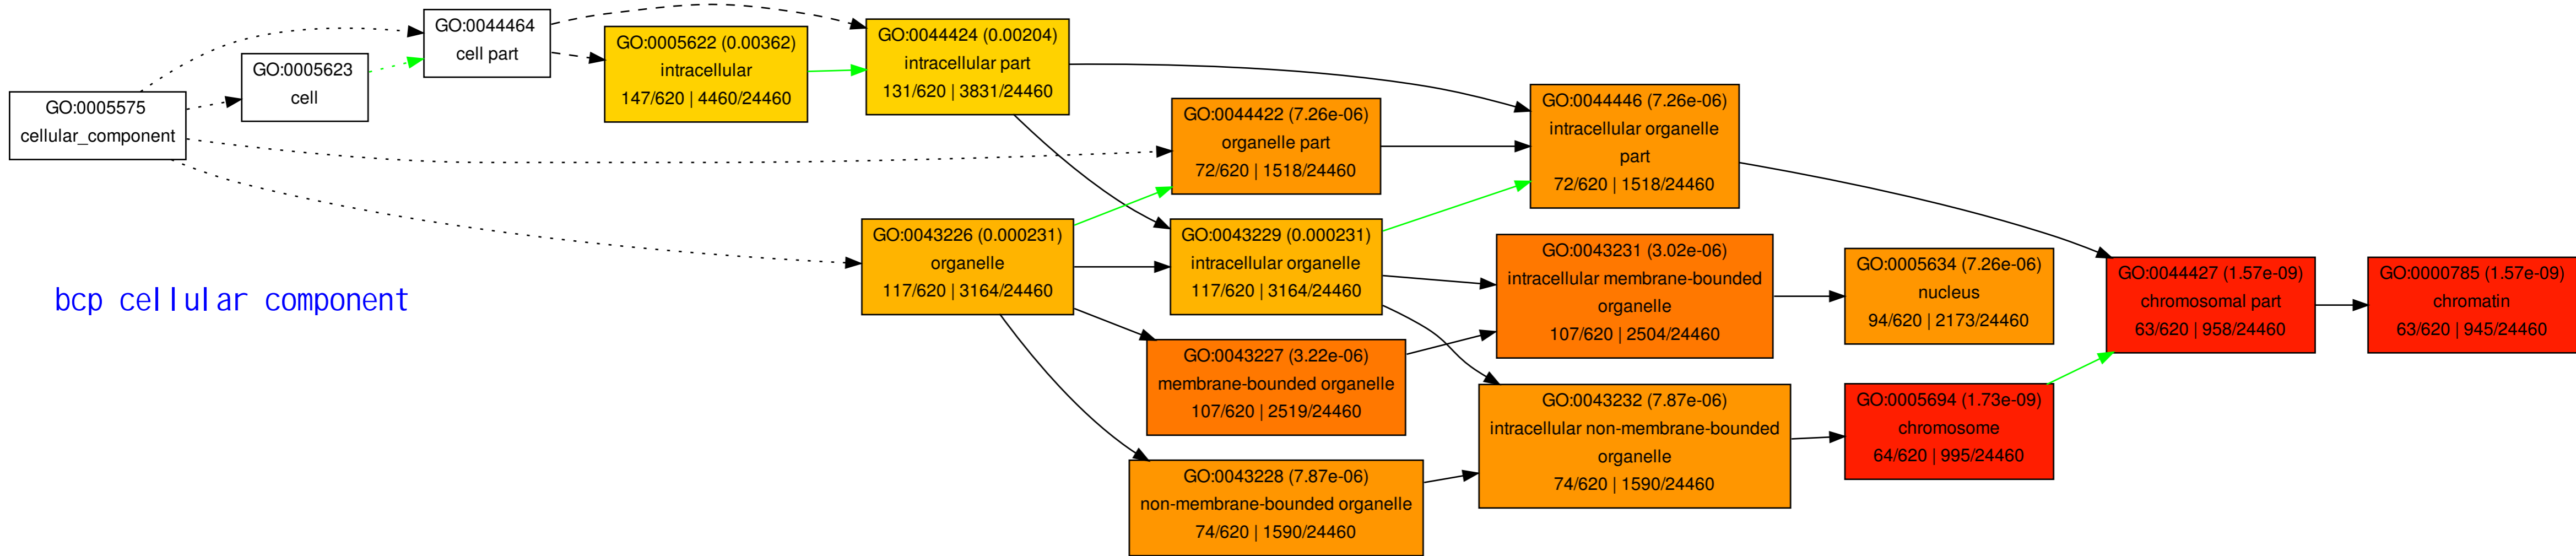 GO:0005575
cellular_component
GO:0005623
cell
GO:0044464
cell part
GO:0005622 (0.00362)
intracellular
147/620 | 4460/24460
GO:0044424 (0.00204)
intracellular part
131/620 | 3831/24460
GO:0044422 (7.26e-06)
organelle part
72/620 | 1518/24460
GO:0044446 (7.26e-06)
intracellular organelle
part
72/620 | 1518/24460
GO:0043226 (0.000231)
organelle
117/620 | 3164/24460
GO:0043229 (0.000231)
intracellular organelle
117/620 | 3164/24460
GO:0043231 (3.02e-06)
intracellular membrane-bounded
organelle
107/620 | 2504/24460
GO:0005634 (7.26e-06)
nucleus
94/620 | 2173/24460
GO:0044427 (1.57e-09)
chromosomal part
63/620 | 958/24460
GO:0000785 (1.57e-09)
chromatin
63/620 | 945/24460
bcp cellular component
GO:0043227 (3.22e-06)
membrane-bounded organelle
107/620 | 2519/24460
GO:0043232 (7.87e-06)
intracellular non-membrane-bounded
organelle
74/620 | 1590/24460
GO:0005694 (1.73e-09)
chromosome
64/620 | 995/24460
GO:0043228 (7.87e-06)
non-membrane-bounded organelle
74/620 | 1590/24460